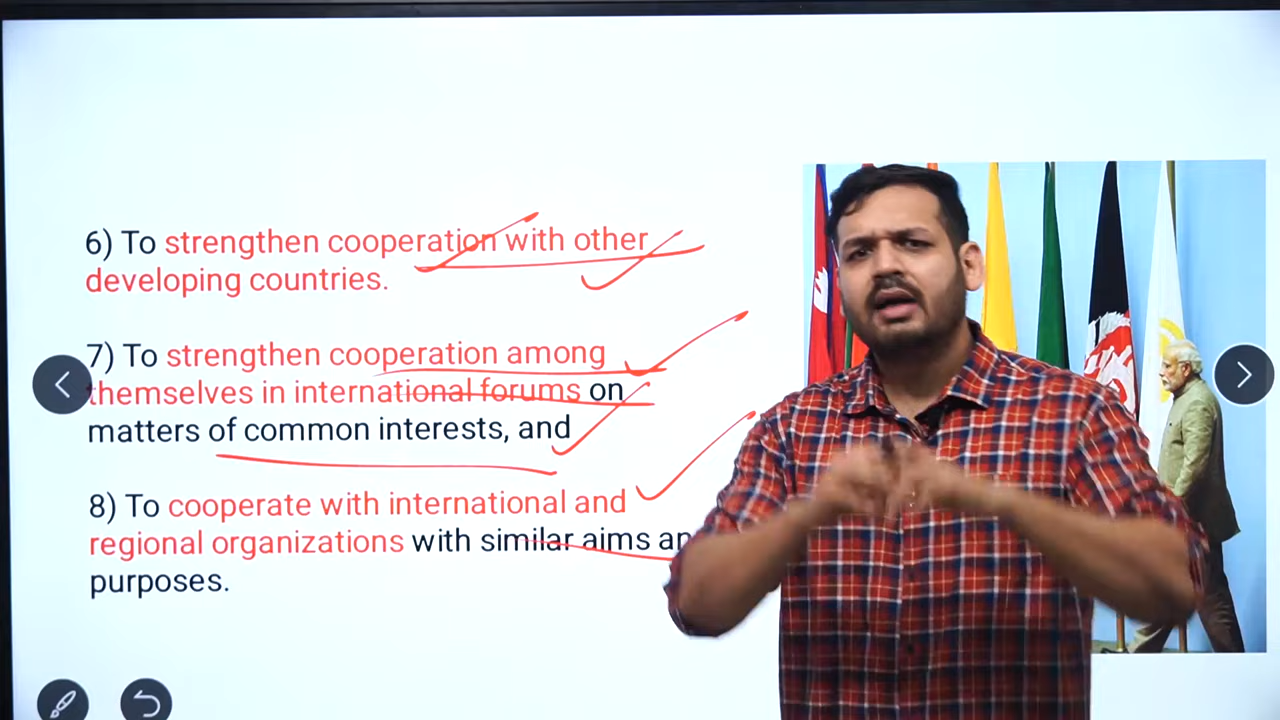 6) To strengthen cooperation with other
developing countries.
7) To strengthen cooperation among
themselves in international forums on
matters of common interests, and
8) To cooperate with international and
regional organizations with similar aims
purposes.